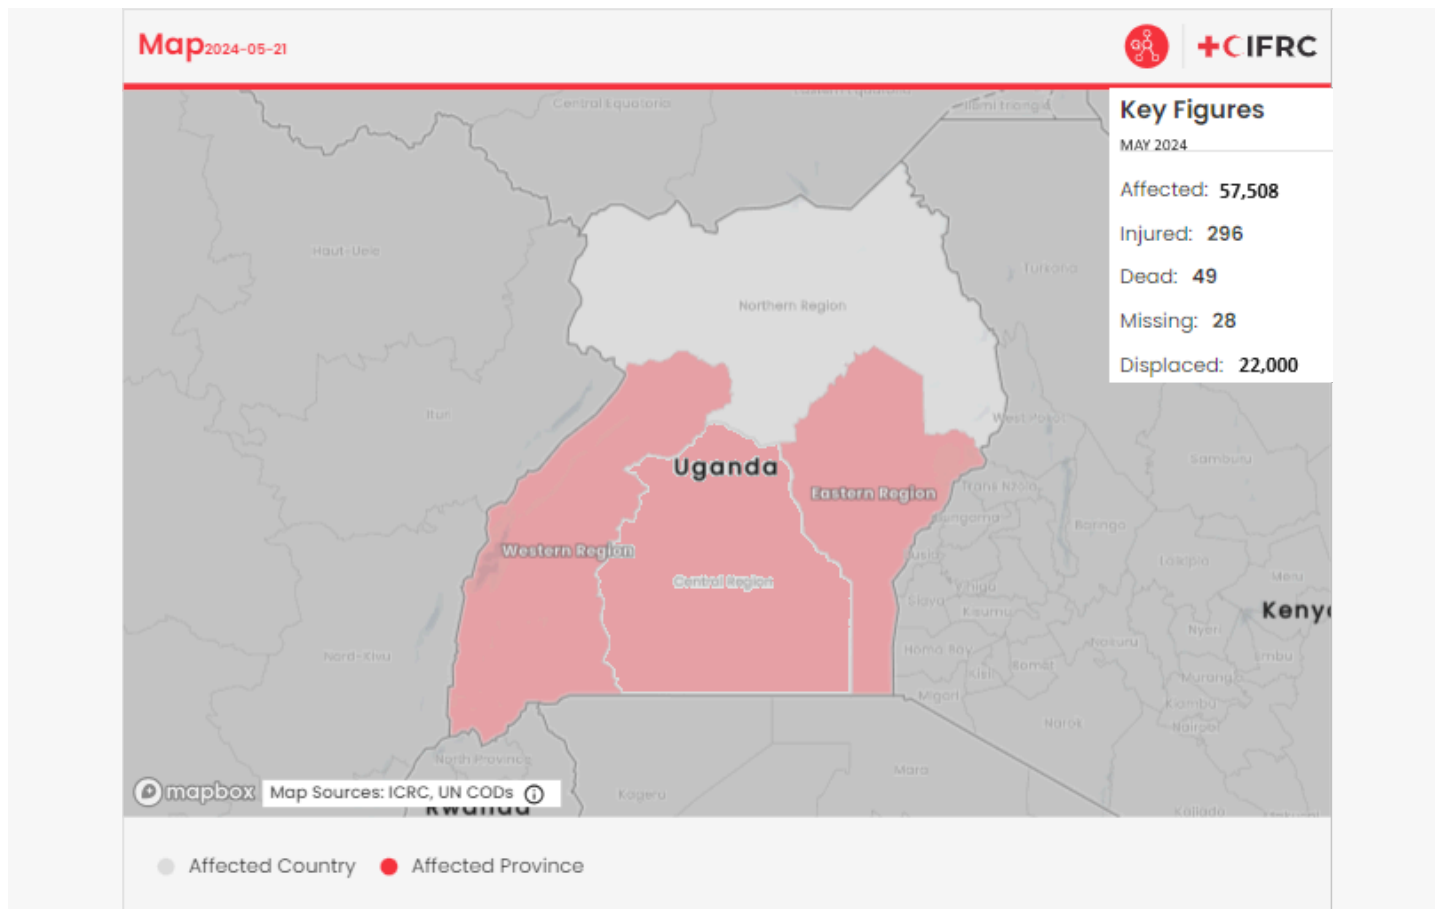 Map 2024-05-21
IFRC
Key Figures
MAY 2024
Affected: 57,508
Injured: 296
Dead: 49
Missing: 28
Displaced: 22,000
Central Equatoria
Ilemi triangle
Haut-Uele
Turkana
Northern Region
Ituri
West Pokot
Uganda
Samburu
Eastern Region
Trans Nzoia
Bungoma
Baringo
Western Region
Busia
Laikipia
Central Region
Vihiga
Meru
Siaya
Kisumu
Kenya
Nyeri
Nord-Kivu
Homa Bay
Nakuru
Embu
Kisii
Bomet
Murang'a
Migori
Kiambu
Narok
Nairobi
North Province
Mara
mapbox
Map Sources: ICRC, UN CODs
Kagera
Rwanda
Kajiado
Affected Country
Affected Province